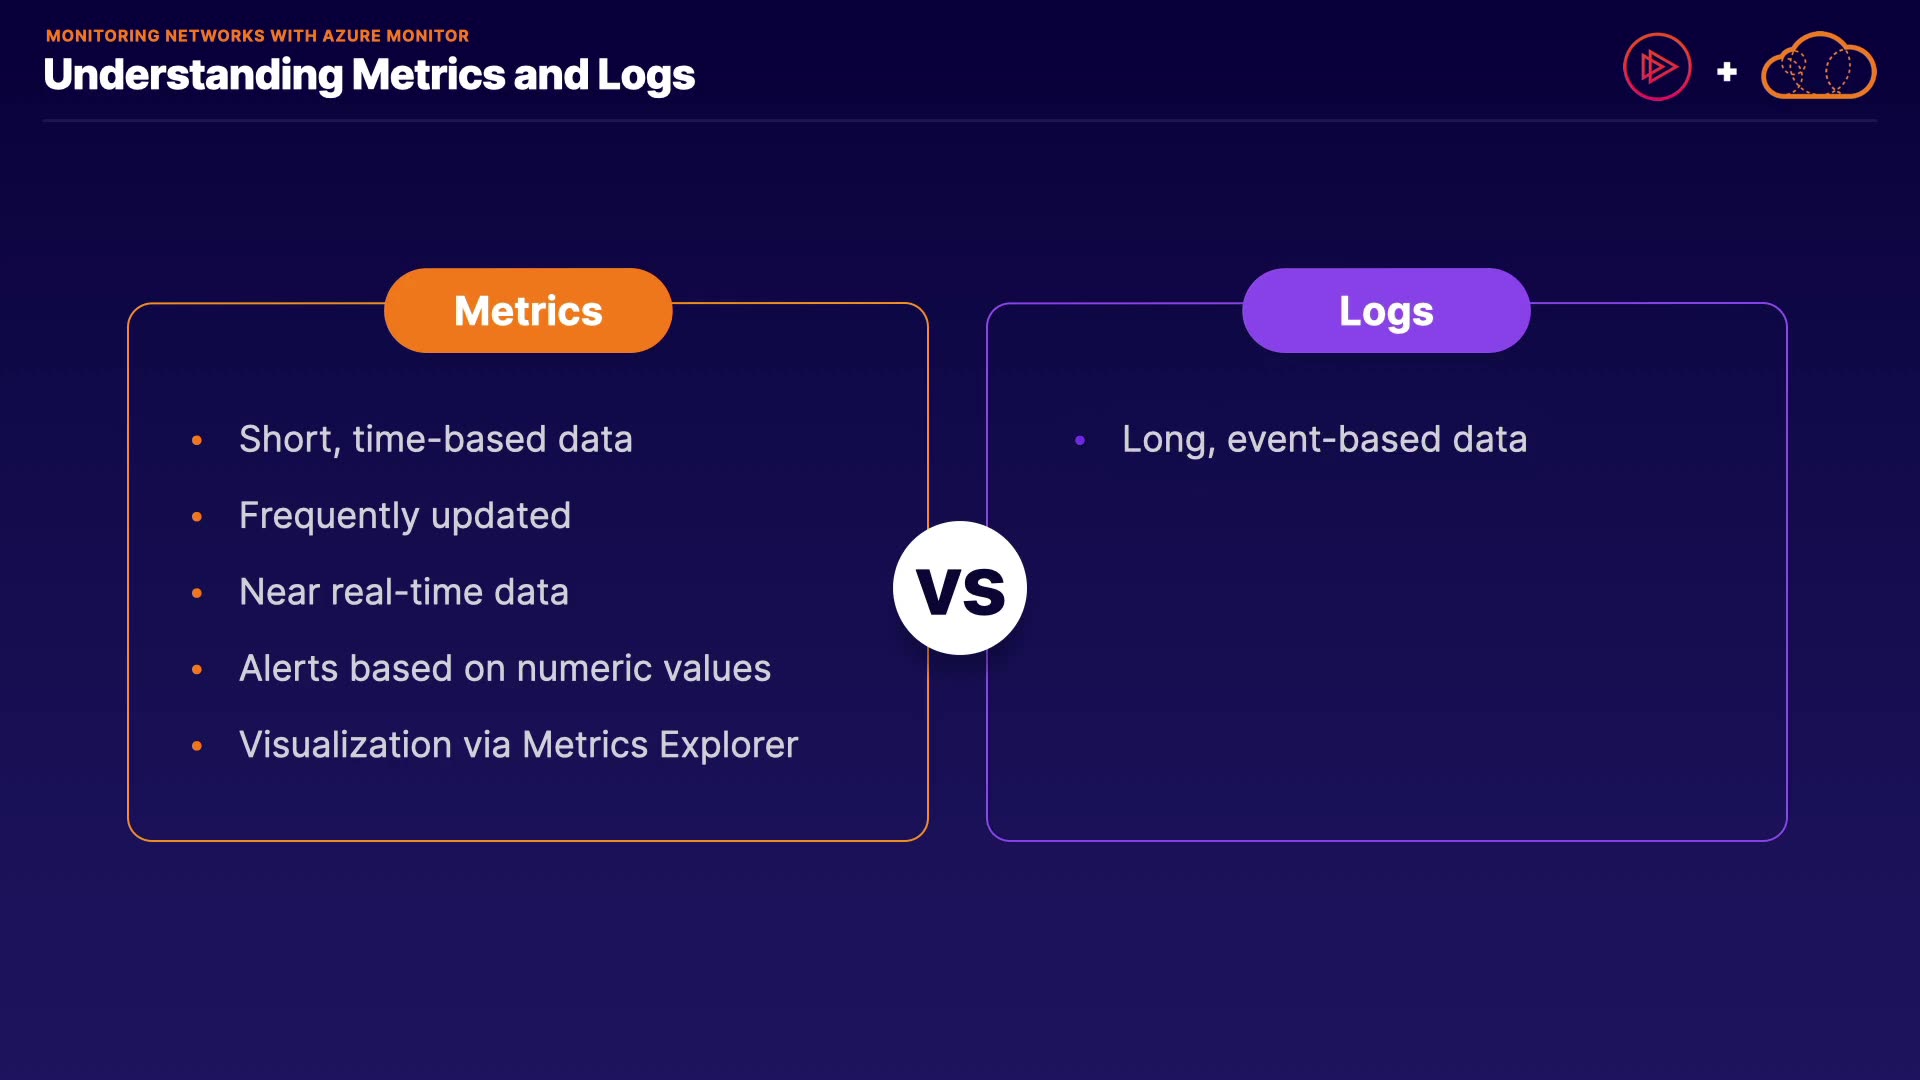 MONITORING NETWORKS WITH AZURE MONITOR
Understanding Metrics and Logs
+
Metrics
• Short, time-based data
• Frequently updated
• Near real-time data
• Alerts based on numeric values
• Visualization via Metrics Explorer
VS
Logs
• Long, event-based data